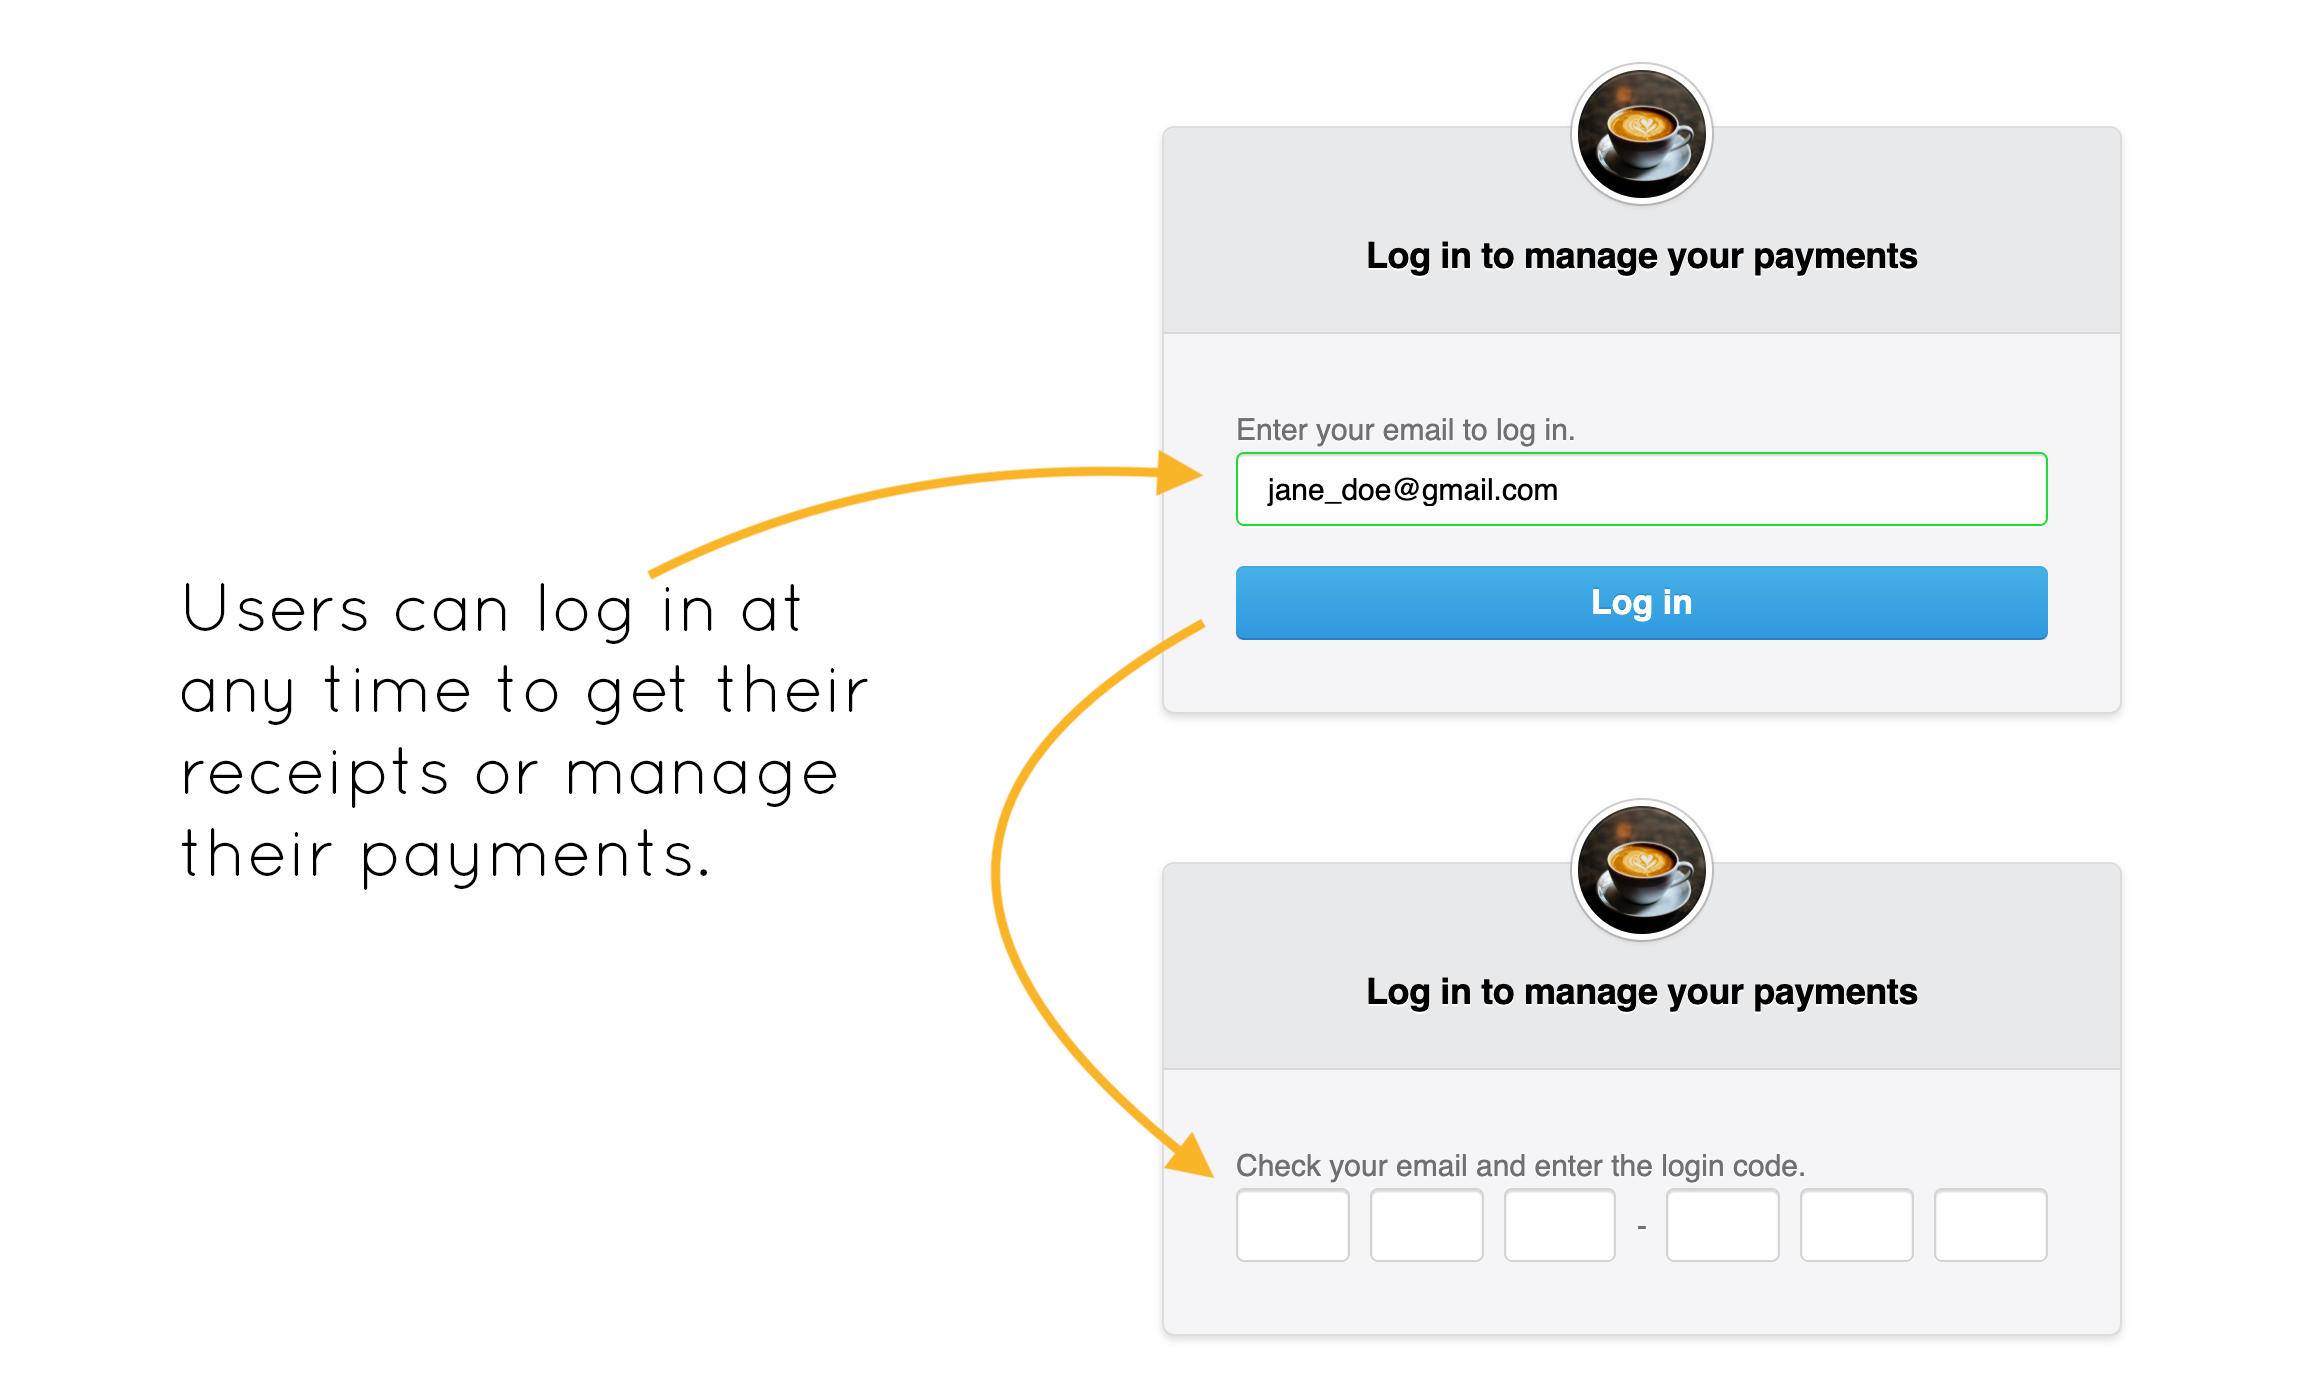 Users can log in at
any time to get their
receipts or manage
their payments.
Log in to manage your payments
Enter your email to log in.
jane_doe@gmail.com
Log in
Log in to manage your payments
Check your email and enter the login code.
-